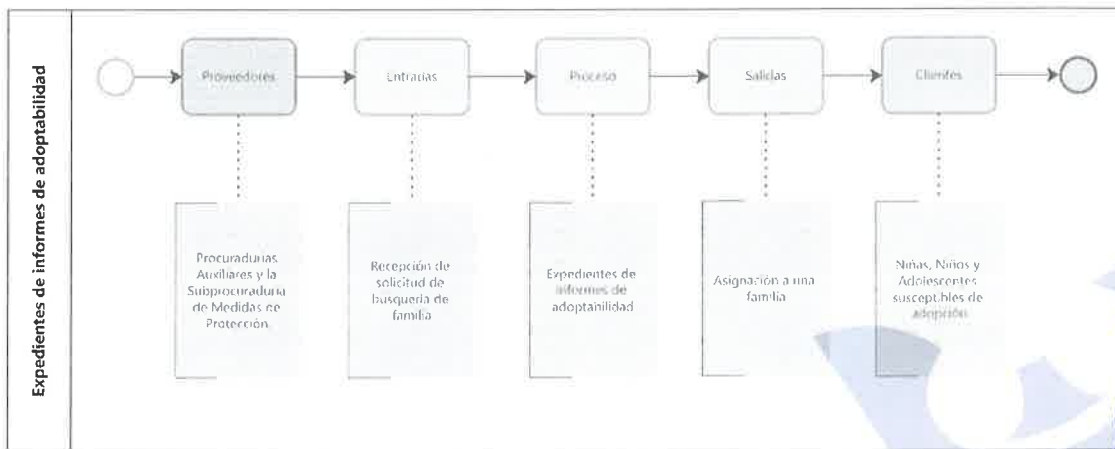 Expedientes de informes de adoptabilidad
Proveedores
Entradas
Proceso
Salidas
Clientes
Procuradurías
Auxiliares y la
Subprocuraduría
de Medidas de
Protección.
Recepción de
solicitud de
busqueda de
familia
Expedientes de
informes de
adoptabilidad
Asignación a una
familia
Niñas, Niños y
Adolescentes
susceptibles de
adopción